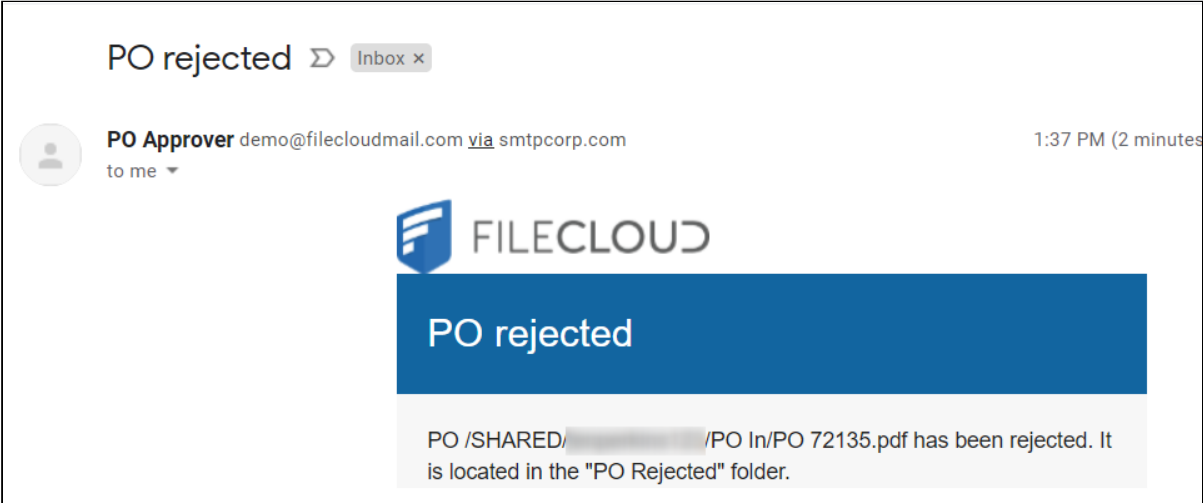 PO rejected Inbox ×
PO Approver demo@filecloudmail.com via smtpcorp.com 1:37 PM (2 minutes
to me
FILECLOUD
PO rejected
PO /SHARED/ /PO In/PO 72135.pdf has been rejected. It
is located in the "PO Rejected" folder.